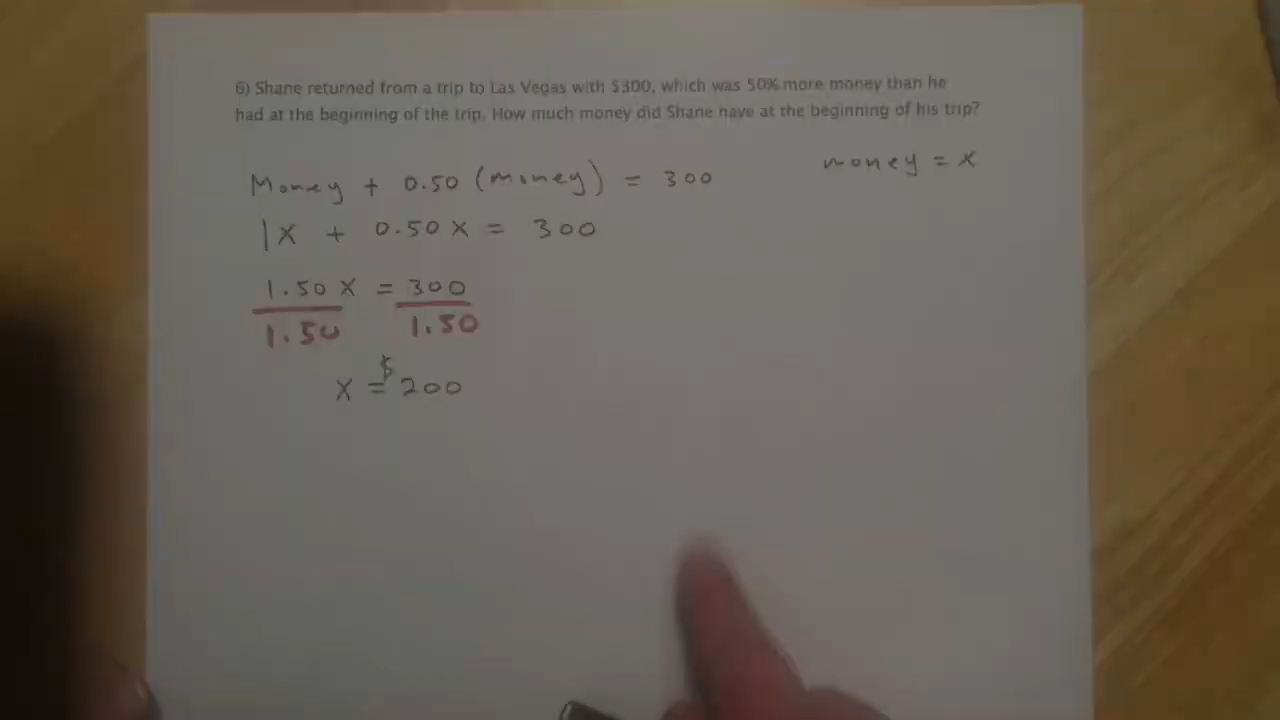 6) Shane returned from a trip to Las Vegas with $300, which was 50% more money than he
had at the beginning of the trip. How much money did Shane have at the beginning of his trip?
money = x
Money + 0.50 (money) = 300
1x + 0.50x = 300
1.50x = 300
1.50 1.50
x = $200